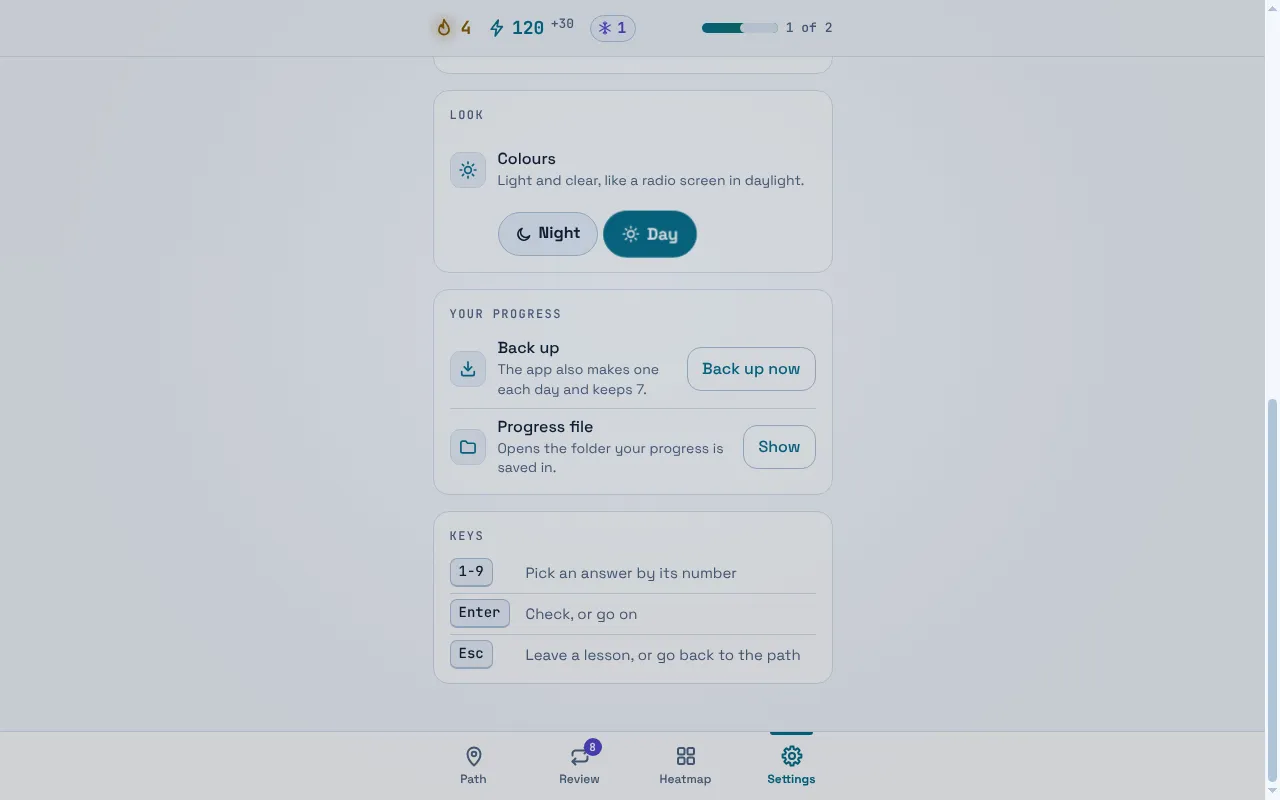 4 120 +30 1 1 of 2
LOOK
Colours
Light and clear, like a radio screen in daylight.
Night Day
YOUR PROGRESS
Back up
The app also makes one
each day and keeps 7.
Back up now
Progress file
Opens the folder your progress is
saved in.
Show
KEYS
1-9 Pick an answer by its number
Enter Check, or go on
Esc Leave a lesson, or go back to the path
8
Path Review Heatmap Settings